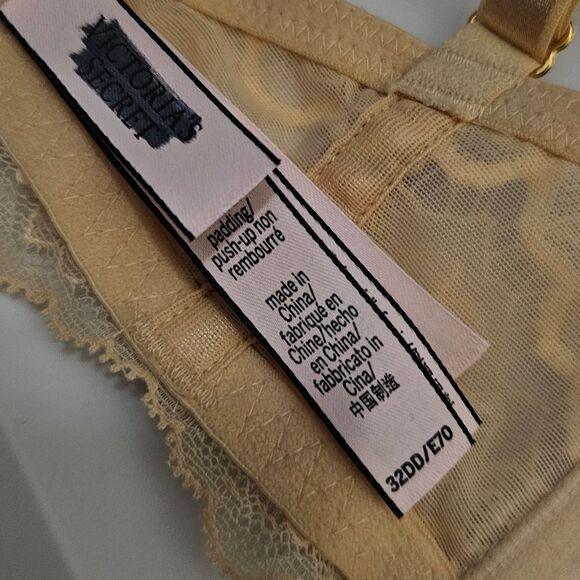 VICTORIA'S
SECRET
padding/
push-up non
rembourré
made in
China/
fabriqué en
Chine/hecho
en China/
fabbricato in
Cina/
中国制造
32DD/E70